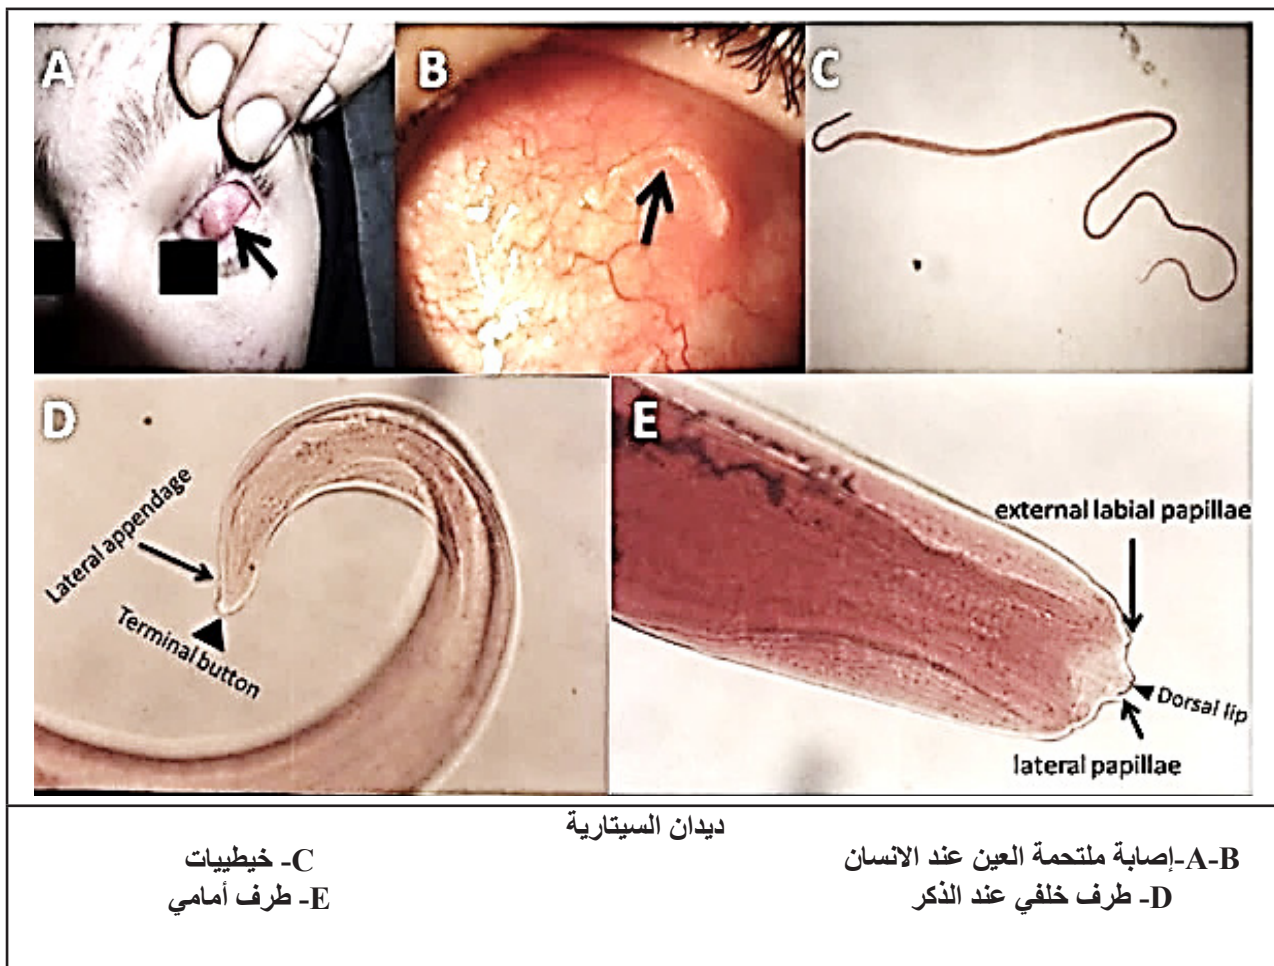 A
B
C
D
Lateral appendage
Terminal button
E
external labial papillae
Dorsal lip
lateral papillae
ديدان السيتارية
A-B-إصابة ملتحمة العين عند الانسان
C- خيطييات
D- طرف خلفي عند الذكر
E- طرف أمامي